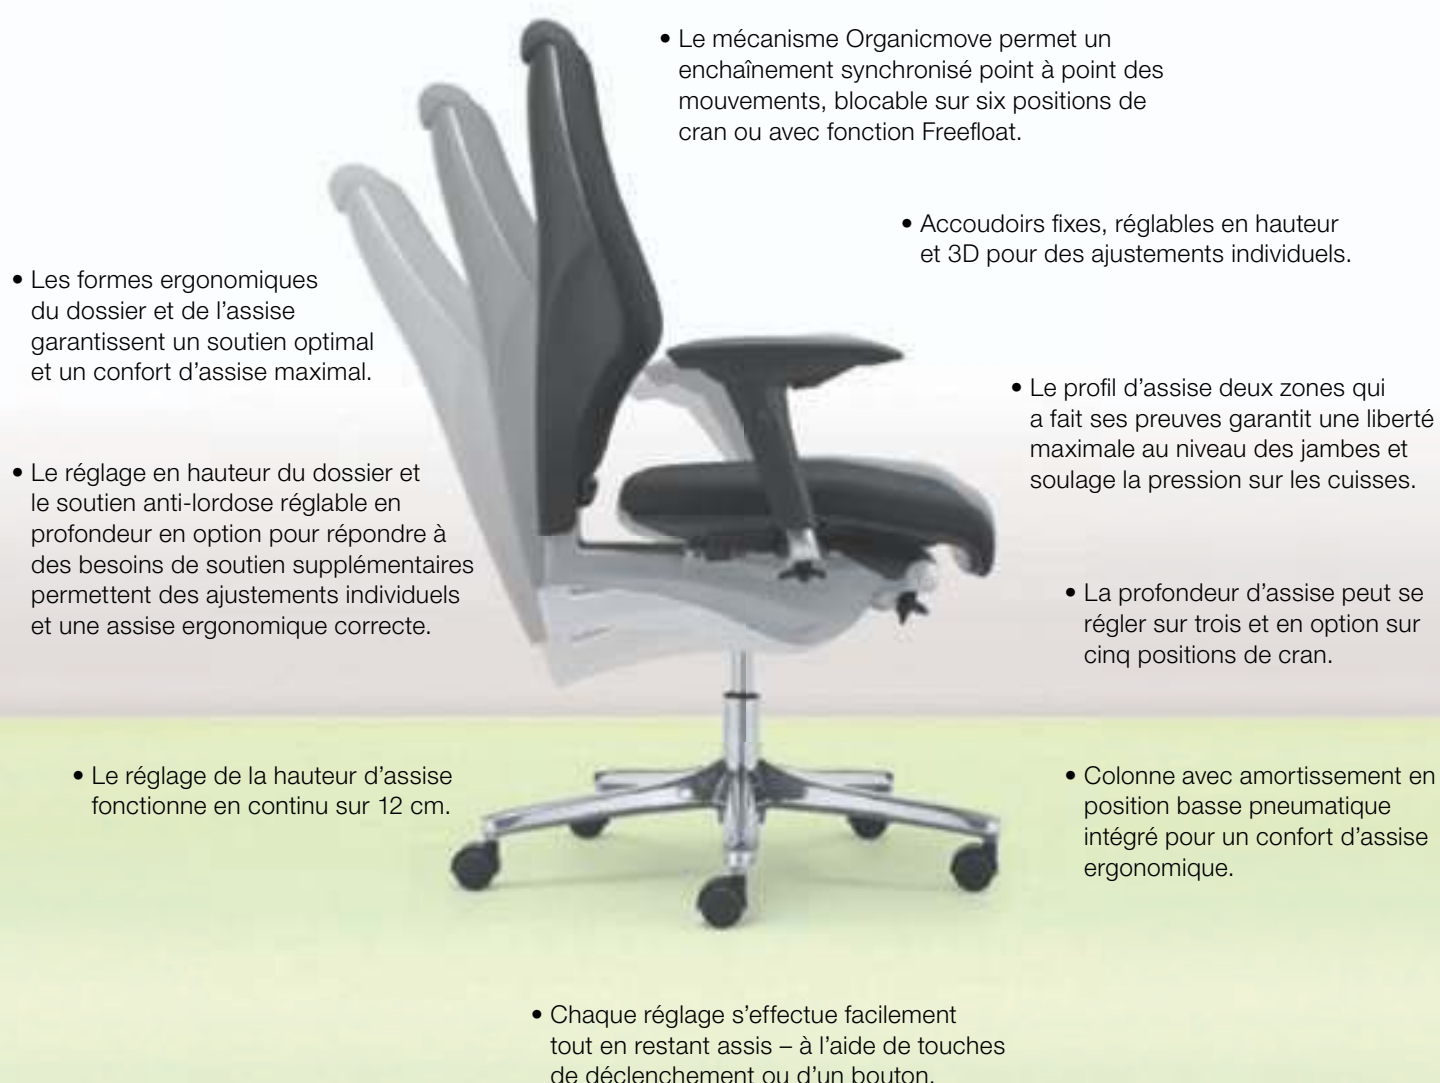 • Le mécanisme Organicmove permet un
enchaînement synchronisé point à point des
mouvements, blocable sur six positions de
cran ou avec fonction Freefloat.
• Accoudoirs fixes, réglables en hauteur
et 3D pour des ajustements individuels.
• Les formes ergonomiques
du dossier et de l’assise
garantissent un soutien optimal
et un confort d’assise maximal.
• Le profil d’assise deux zones qui
a fait ses preuves garantit une liberté
maximale au niveau des jambes et
soulage la pression sur les cuisses.
• Le réglage en hauteur du dossier et
le soutien anti-lordose réglable en
profondeur en option pour répondre à
des besoins de soutien supplémentaires
permettent des ajustements individuels
et une assise ergonomique correcte.
• La profondeur d’assise peut se
régler sur trois et en option sur
cinq positions de cran.
• Le réglage de la hauteur d’assise
fonctionne en continu sur 12 cm.
• Colonne avec amortissement en
position basse pneumatique
intégré pour un confort d’assise
ergonomique.
• Chaque réglage s’effectue facilement
tout en restant assis – à l’aide de touches
de déclenchement ou d’un bouton.